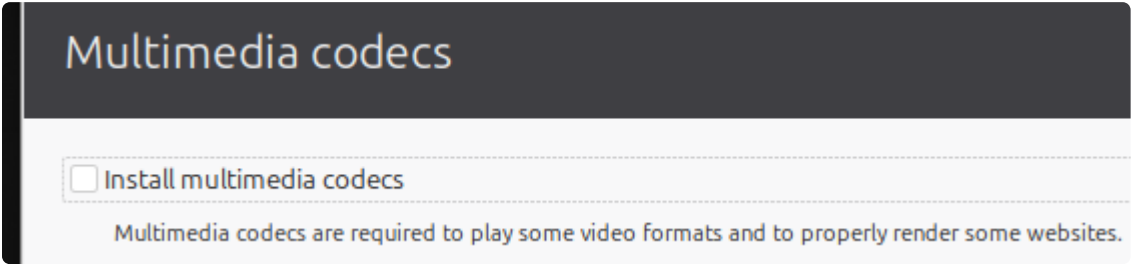 Multimedia codecs
Install multimedia codecs
Multimedia codecs are required to play some video formats and to properly render some websites.